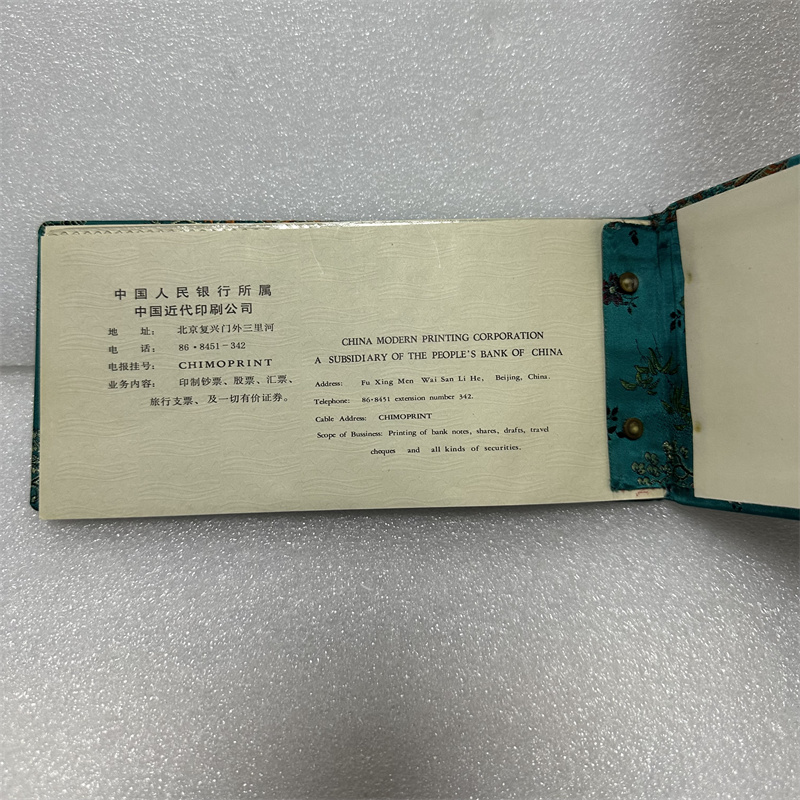 中国人民银行所属
中国近代印刷公司
地 址： 北京复兴门外三里河
电 话： 86・8451－342
电报挂号： CHIMOPRINT
业务内容： 印制钞票、股票、汇票、
旅行支票、及一切有价证券。
CHINA MODERN PRINTING CORPORATION
A SUBSIDIARY OF THE PEOPLE'S BANK OF CHINA
Address: Fu Xing Men Wai San Li He, Beijing, China.
Telephone: 86・8451 extension number 342.
Cable Address: CHIMOPRINT
Scope of Bussiness: Printing of bank notes, shares, drafts, travel
cheques and all kinds of securities.